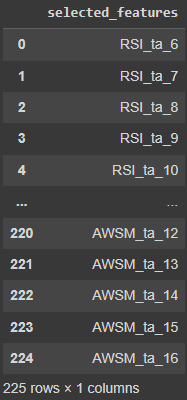 selected_features
0 RSI_ta_6
1 RSI_ta_7
2 RSI_ta_8
3 RSI_ta_9
4 RSI_ta_10
... ...
220 AWSM_ta_12
221 AWSM_ta_13
222 AWSM_ta_14
223 AWSM_ta_15
224 AWSM_ta_16
225 rows × 1 columns